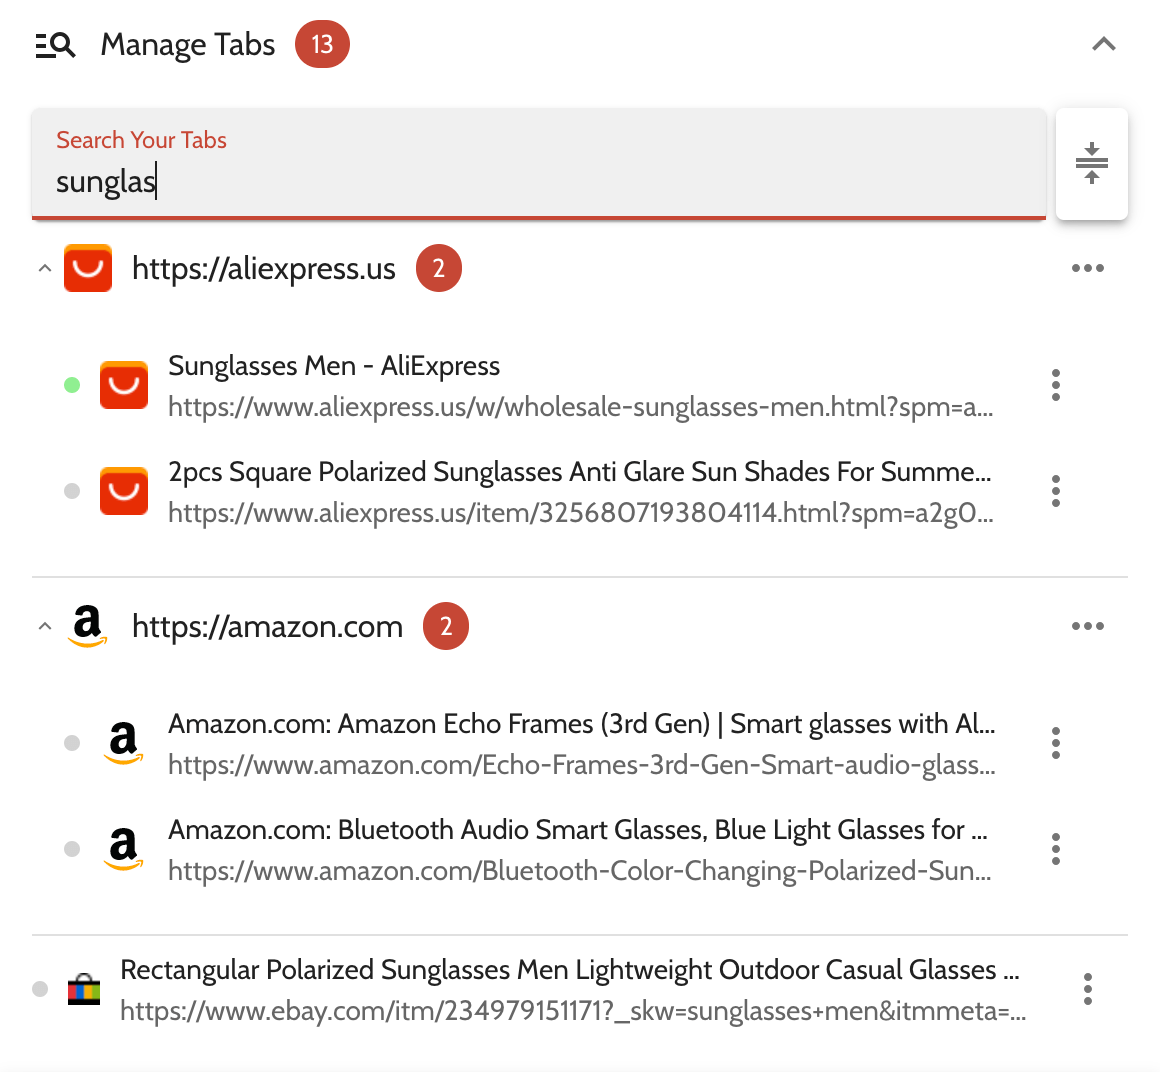 Manage Tabs 13
Search Your Tabs
sunglas
https://aliexpress.us 2
Sunglasses Men - AliExpress
https://www.aliexpress.us/w/wholesale-sunglasses-men.html?spm=a...
2pcs Square Polarized Sunglasses Anti Glare Sun Shades For Summe...
https://www.aliexpress.us/item/3256807193804114.html?spm=a2g0...
a https://amazon.com 2
a Amazon.com: Amazon Echo Frames (3rd Gen) | Smart glasses with Al...
https://www.amazon.com/Echo-Frames-3rd-Gen-Smart-audio-glass...
a Amazon.com: Bluetooth Audio Smart Glasses, Blue Light Glasses for ...
https://www.amazon.com/Bluetooth-Color-Changing-Polarized-Sun...
Rectangular Polarized Sunglasses Men Lightweight Outdoor Casual Glasses ...
https://www.ebay.com/itm/234979151171?_skw=sunglasses+men&itmmeta=...